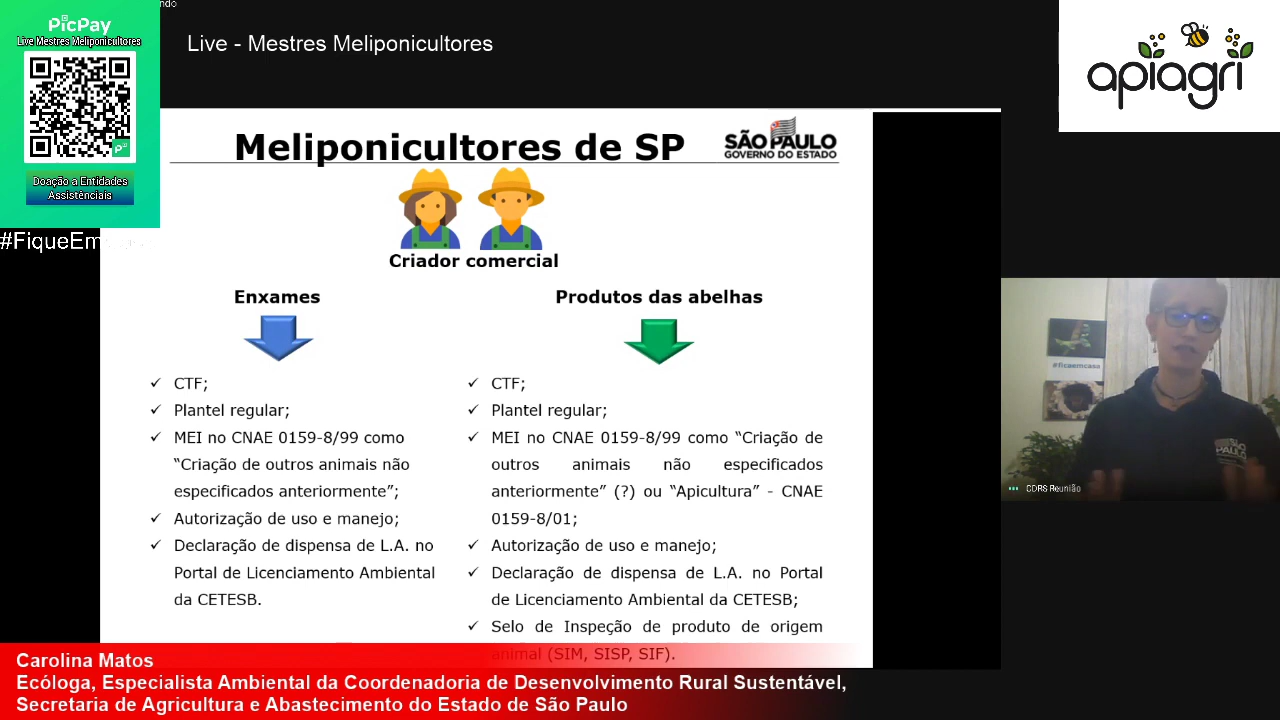 ndo
PicPay
Live Mestres Meliponicultores
Doação a Entidades
Assistênciais
#FiqueEm
Live - Mestres Meliponicultores
apiagri
Meliponicultores de SP
SÃO PAULO
GOVERNO DO ESTADO
Criador comercial
Enxames
✓ CTF;
✓ Plantel regular;
✓ MEI no CNAE 0159-8/99 como
“Criação de outros animais não
especificados anteriormente”;
✓ Autorização de uso e manejo;
✓ Declaração de dispensa de L.A. no
Portal de Licenciamento Ambiental
da CETESB.
Produtos das abelhas
✓ CTF;
✓ Plantel regular;
✓ MEI no CNAE 0159-8/99 como “Criação de
outros animais não especificados
anteriormente” (?) ou “Apicultura” - CNAE
0159-8/01;
✓ Autorização de uso e manejo;
✓ Declaração de dispensa de L.A. no Portal
de Licenciamento Ambiental da CETESB;
✓ Selo de Inspeção de produto de origem
animal (SIM, SISP, SIF).
#ficaemcasa
SÃO PAULO
CDRS Reunião
Carolina Matos
Ecóloga, Especialista Ambiental da Coordenadoria de Desenvolvimento Rural Sustentável,
Secretaria de Agricultura e Abastecimento do Estado de São Paulo